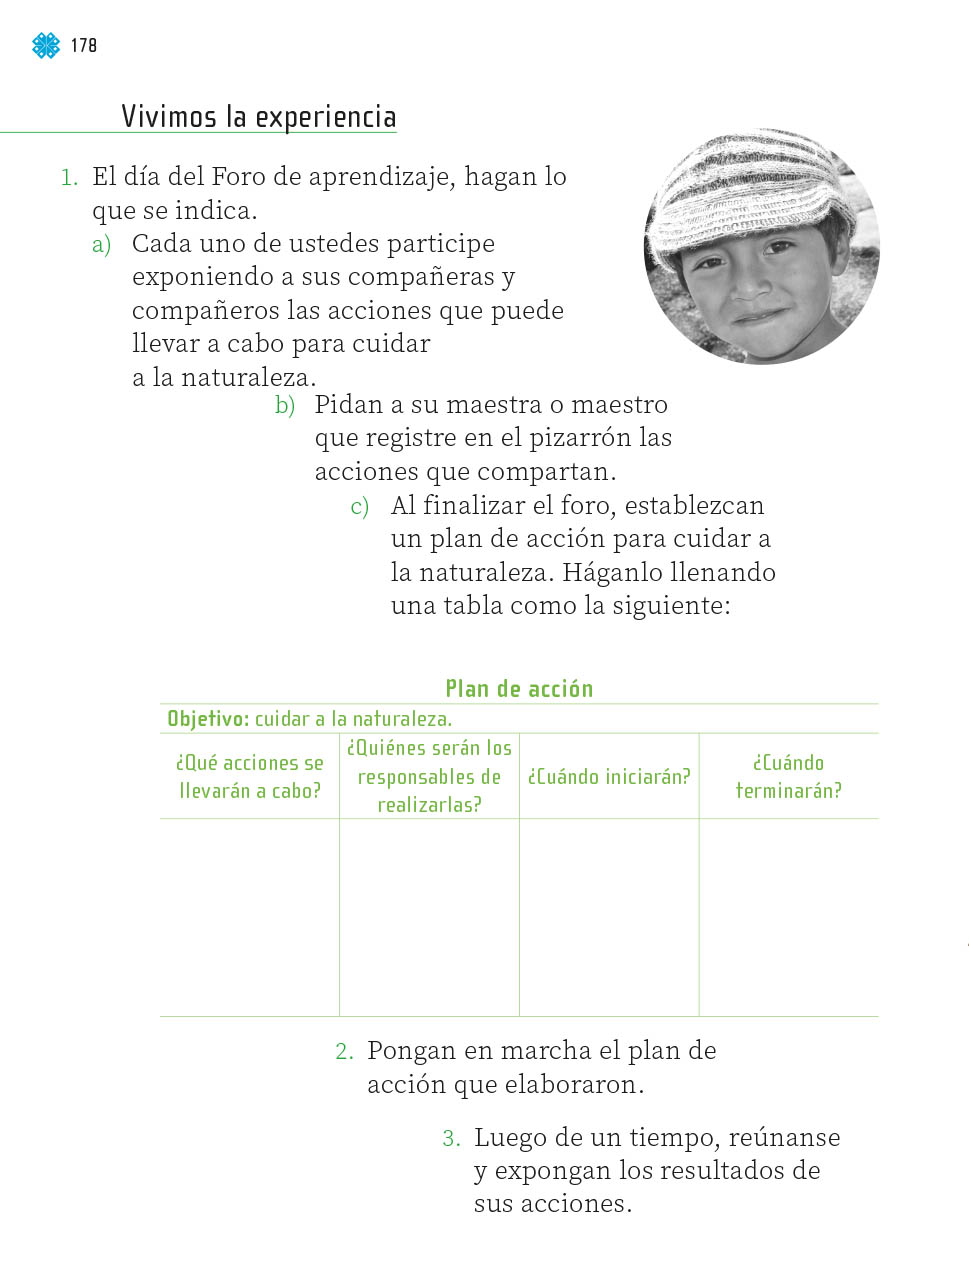 178
Vivimos la experiencia
1. El día del Foro de aprendizaje, hagan lo
que se indica.
a) Cada uno de ustedes participe
exponiendo a sus compañeras y
compañeros las acciones que puede
llevar a cabo para cuidar
a la naturaleza.
b) Pidan a su maestra o maestro
que registre en el pizarrón las
acciones que compartan.
c) Al finalizar el foro, establezcan
un plan de acción para cuidar a
la naturaleza. Háganlo llenando
una tabla como la siguiente:
Plan de acción
Objetivo: cuidar a la naturaleza.
¿Qué acciones se
llevarán a cabo?
¿Quiénes serán los
responsables de
realizarlas?
¿Cuándo iniciarán?
¿Cuándo
terminarán?
2. Pongan en marcha el plan de
acción que elaboraron.
3. Luego de un tiempo, reúnanse
y expongan los resultados de
sus acciones.